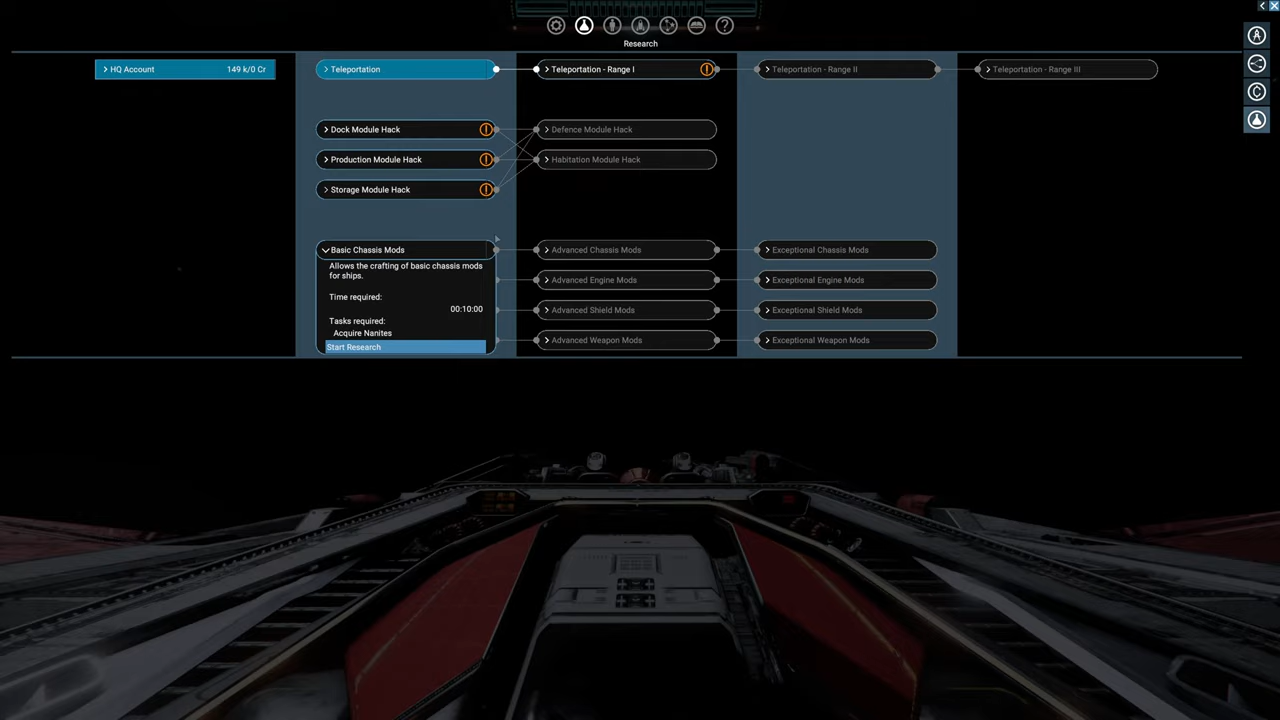 Research
HQ Account 149 k/0 Cr
Teleportation
Teleportation - Range I
Teleportation - Range II
Teleportation - Range III
Dock Module Hack
Defence Module Hack
Production Module Hack
Habitation Module Hack
Storage Module Hack
Basic Chassis Mods
Advanced Chassis Mods
Exceptional Chassis Mods
Allows the crafting of basic chassis mods
for ships.
Advanced Engine Mods
Exceptional Engine Mods
Time required:
00:10:00
Advanced Shield Mods
Exceptional Shield Mods
Tasks required:
Acquire Nanites
Start Research
Advanced Weapon Mods
Exceptional Weapon Mods